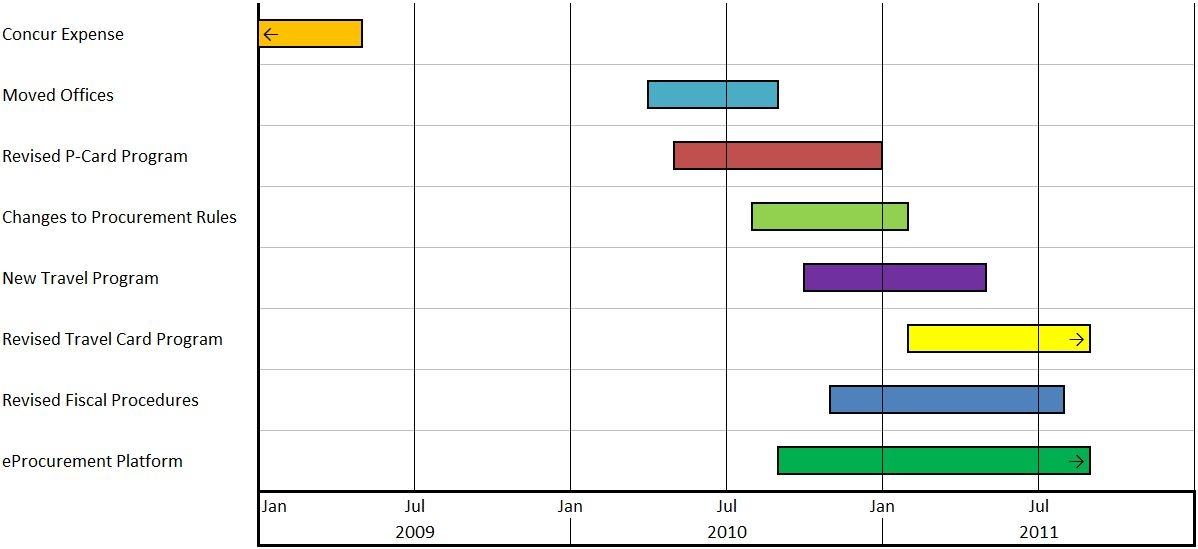 Concur Expense
←
Moved Offices
Revised P-Card Program
Changes to Procurement Rules
New Travel Program
Revised Travel Card Program
→
Revised Fiscal Procedures
eProcurement Platform
→
Jan Jul Jan Jul Jan Jul
2009 2010 2011